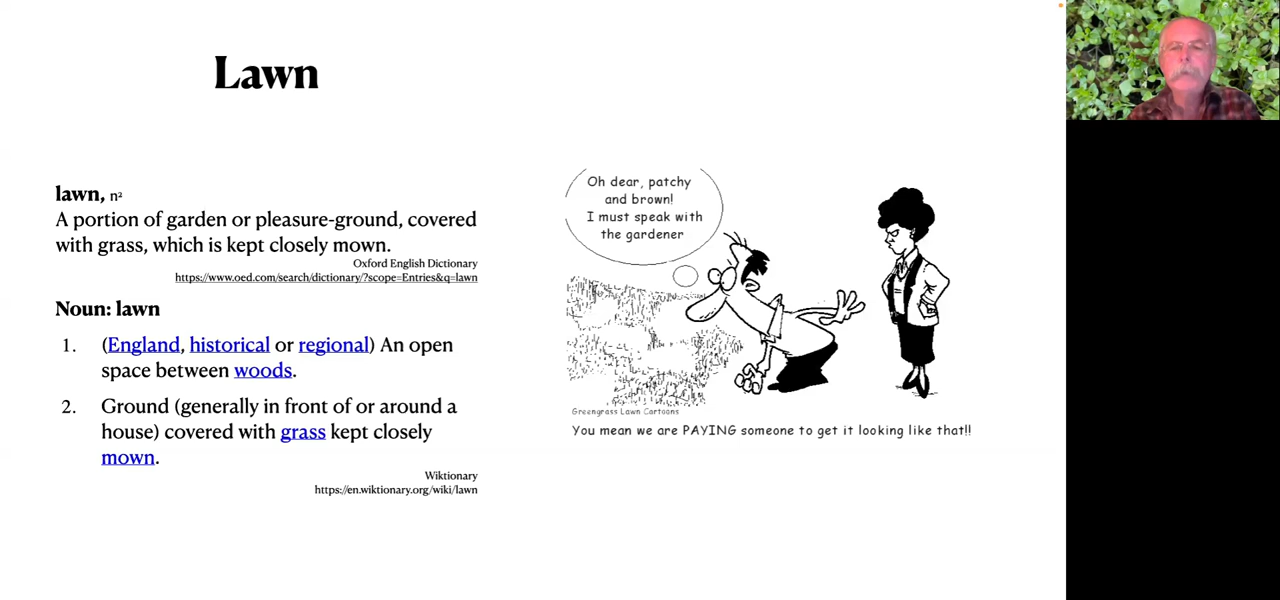 Lawn
lawn, n²
A portion of garden or pleasure-ground, covered
with grass, which is kept closely mown.
Oxford English Dictionary
https://www.oed.com/search/dictionary/?scope=Entries&q=lawn
Noun: lawn
1. (England, historical or regional) An open
space between woods.
2. Ground (generally in front of or around a
house) covered with grass kept closely
mown.
Wiktionary
https://en.wiktionary.org/wiki/lawn
Oh dear, patchy
and brown!
I must speak with
the gardener
Greengrass Lawn Cartoons
You mean we are PAYING someone to get it looking like that!!